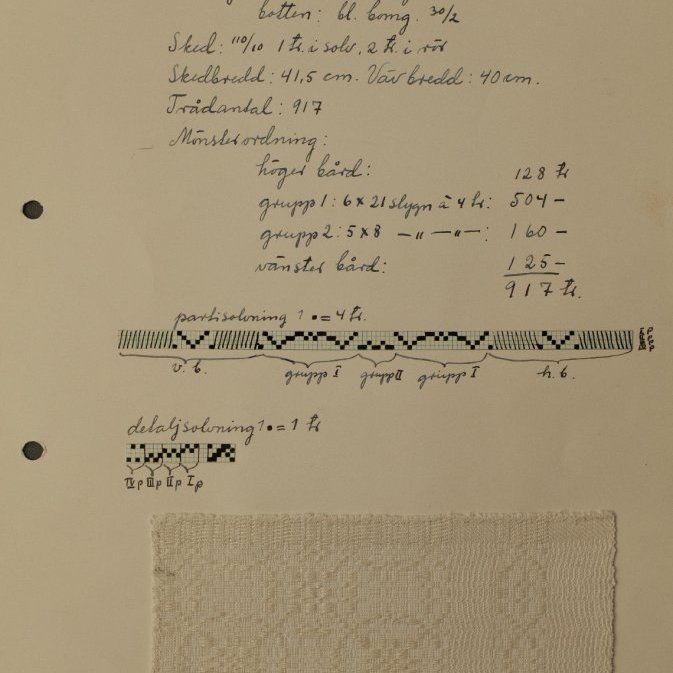 botten: bl. bomg. 30/2
Sked: 110/10 1 tr. i solv, 2 tr. i rör
Skedbredd: 41,5 cm. Vävbredd: 40 cm.
Trådantal: 917
Mönsterordning:
höger bård: 128 tr
grupp 1: 6 x 21 slygn à 4 tr: 504 –
grupp 2: 5 x 8 — „ — „ —: 160 –
vänster bård: 125 –
917 tr.
partisolvning 1 • = 4 tr.
v. b. grupp I grupp II grupp I h. b.
detaljsolvning 1 • = 1 tr
IV p III p II p I p